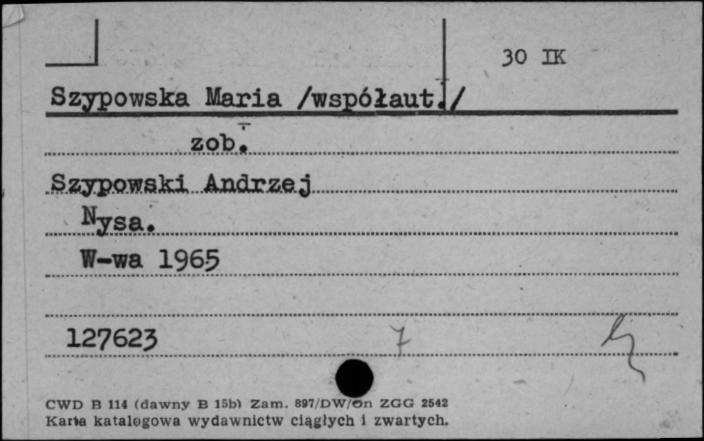 30 IK
Szypowska Maria /współaut./
zob.
Szypowski Andrzej
Nysa.
W-wa 1965
127623 7
CWD B 114 (dawny B 15b) Zam. 897/DW/On ZGG 2542
Karta katalogowa wydawnictw ciągłych i zwartych.